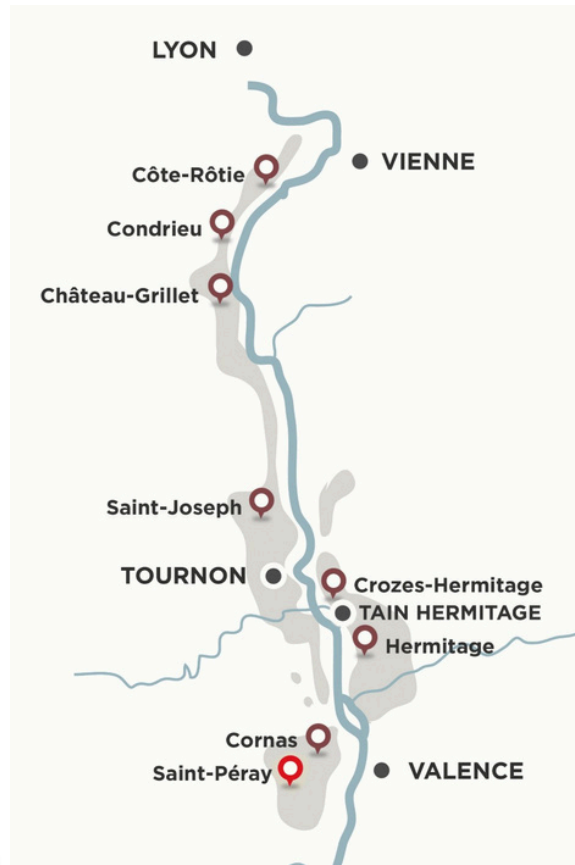 LYON
VIENNE
Côte-Rôtie
Condrieu
Château-Grillet
Saint-Joseph
TOURNON
Crozes-Hermitage
TAIN HERMITAGE
Hermitage
Cornas
Saint-Péray
VALENCE